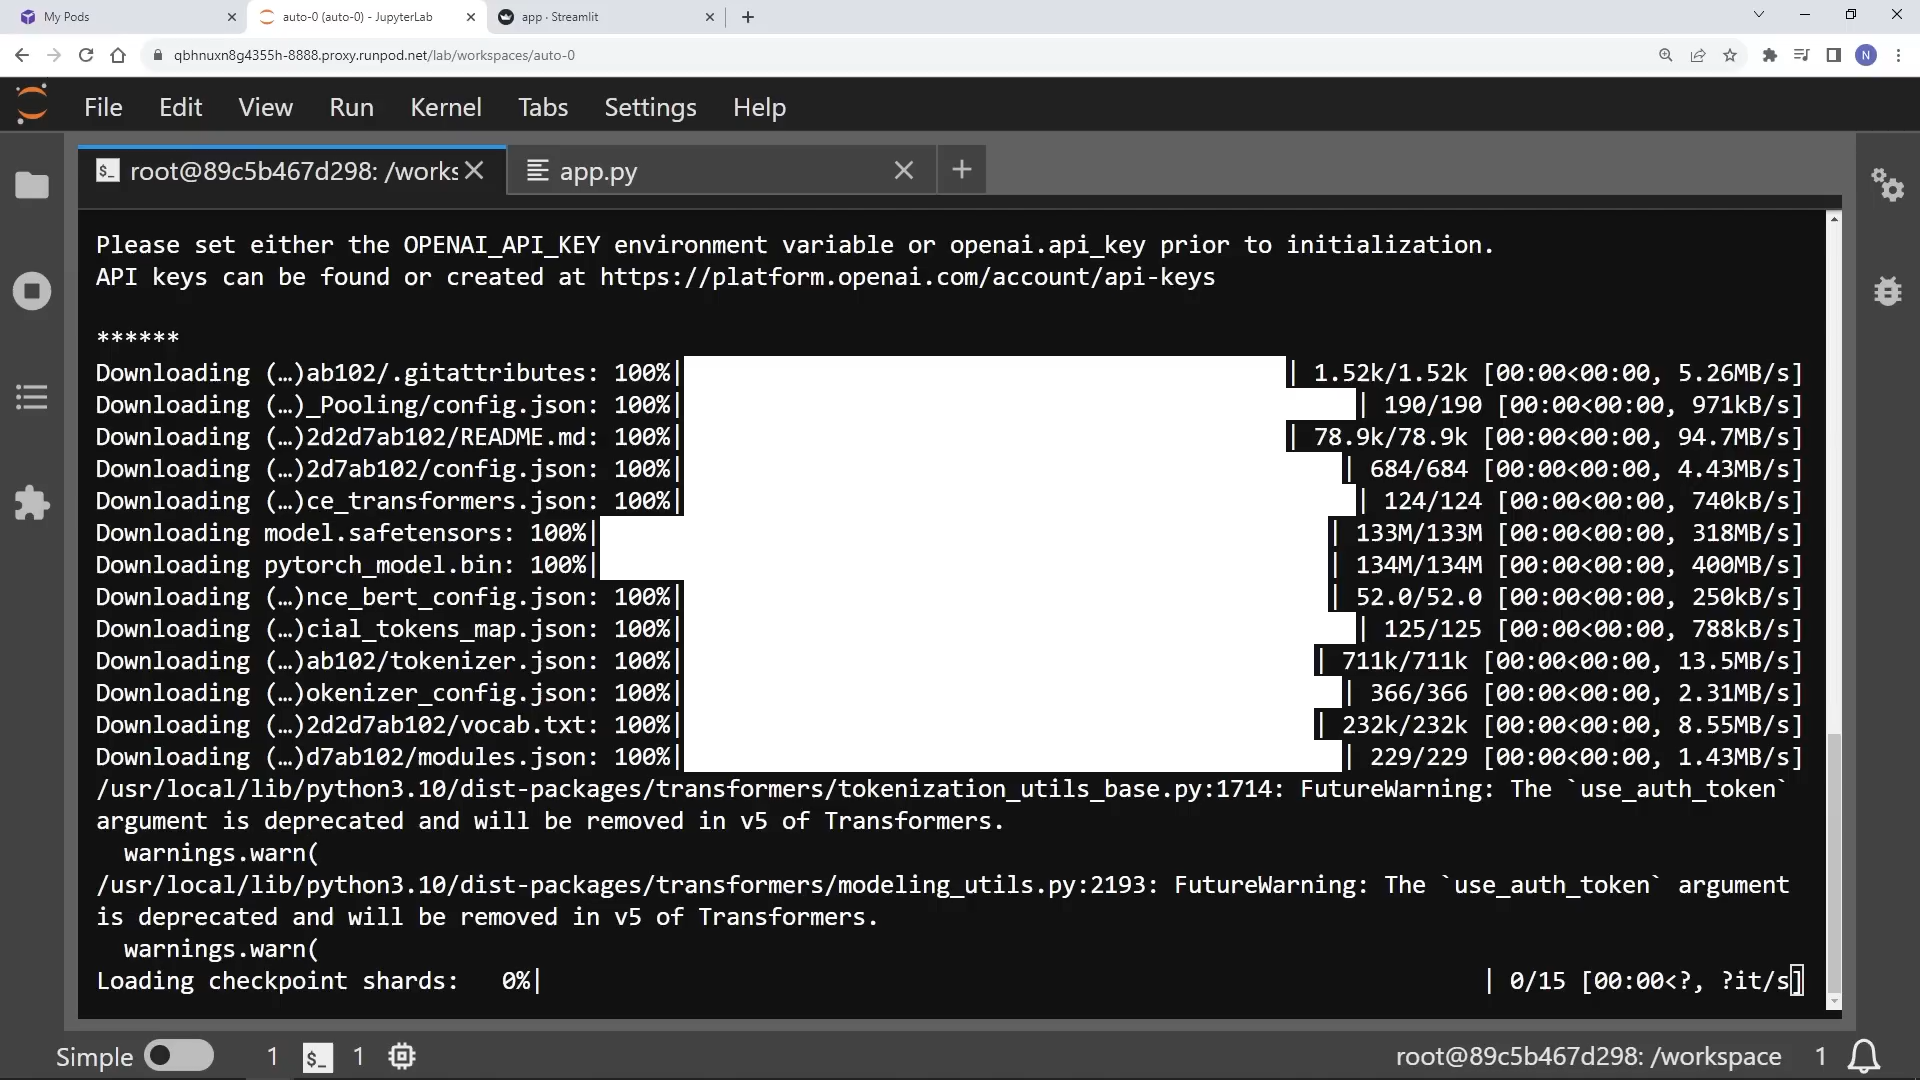 My Pods
auto-0 (auto-0) - JupyterLab
app · Streamlit
qbhnuxn8g4355h-8888.proxy.runpod.net/lab/workspaces/auto-0
N
File Edit View Run Kernel Tabs Settings Help
$_ root@89c5b467d298: /works
app.py
Please set either the OPENAI_API_KEY environment variable or openai.api_key prior to initialization.
API keys can be found or created at https://platform.openai.com/account/api-keys
******
Downloading (…)ab102/.gitattributes: 100%| | 1.52k/1.52k [00:00<00:00, 5.26MB/s]
Downloading (…)_Pooling/config.json: 100%| | 190/190 [00:00<00:00, 971kB/s]
Downloading (…)2d2d7ab102/README.md: 100%| | 78.9k/78.9k [00:00<00:00, 94.7MB/s]
Downloading (…)2d7ab102/config.json: 100%| | 684/684 [00:00<00:00, 4.43MB/s]
Downloading (…)ce_transformers.json: 100%| | 124/124 [00:00<00:00, 740kB/s]
Downloading model.safetensors: 100%| | 133M/133M [00:00<00:00, 318MB/s]
Downloading pytorch_model.bin: 100%| | 134M/134M [00:00<00:00, 400MB/s]
Downloading (…)nce_bert_config.json: 100%| | 52.0/52.0 [00:00<00:00, 250kB/s]
Downloading (…)cial_tokens_map.json: 100%| | 125/125 [00:00<00:00, 788kB/s]
Downloading (…)ab102/tokenizer.json: 100%| | 711k/711k [00:00<00:00, 13.5MB/s]
Downloading (…)okenizer_config.json: 100%| | 366/366 [00:00<00:00, 2.31MB/s]
Downloading (…)2d2d7ab102/vocab.txt: 100%| | 232k/232k [00:00<00:00, 8.55MB/s]
Downloading (…)d7ab102/modules.json: 100%| | 229/229 [00:00<00:00, 1.43MB/s]
/usr/local/lib/python3.10/dist-packages/transformers/tokenization_utils_base.py:1714: FutureWarning: The `use_auth_token`
argument is deprecated and will be removed in v5 of Transformers.
warnings.warn(
/usr/local/lib/python3.10/dist-packages/transformers/modeling_utils.py:2193: FutureWarning: The `use_auth_token` argument
is deprecated and will be removed in v5 of Transformers.
warnings.warn(
Loading checkpoint shards: 0%| | 0/15 [00:00<?, ?it/s]
Simple 1 $_ 1 root@89c5b467d298: /workspace 1